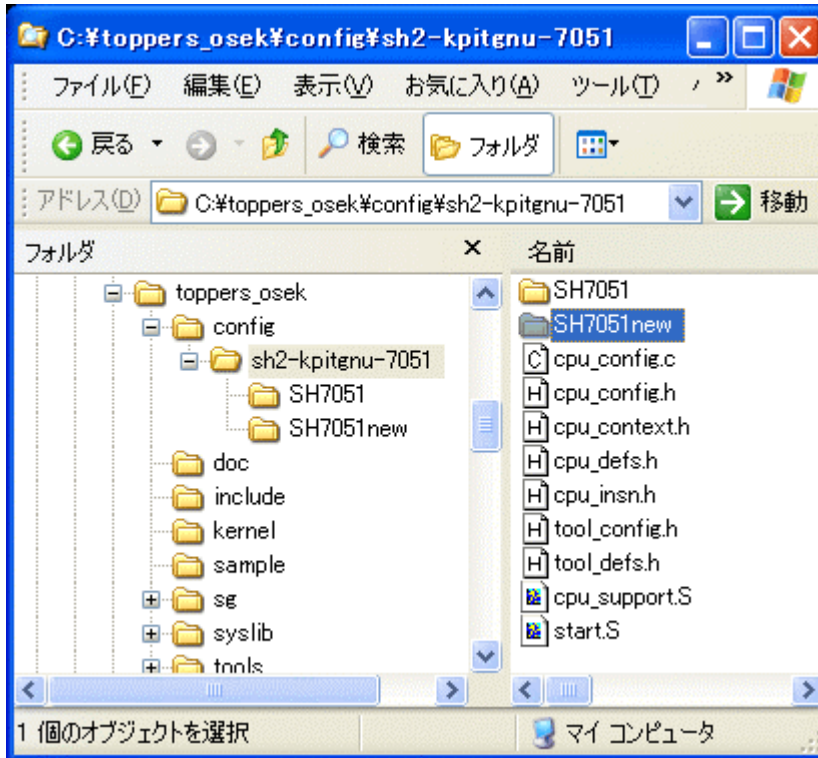 C:¥toppers_osek¥config¥sh2-kpitgnu-7051
ファイル(F) 編集(E) 表示(V) お気に入り(A) ツール(T) »
戻る 検索 フォルダ
アドレス(D) C:¥toppers_osek¥config¥sh2-kpitgnu-7051 移動
フォルダ × 名前
toppers_osek
config
sh2-kpitgnu-7051
SH7051
SH7051new
doc
include
kernel
sample
sg
syslib
tools
SH7051
SH7051new
cpu_config.c
cpu_config.h
cpu_context.h
cpu_defs.h
cpu_insn.h
tool_config.h
tool_defs.h
cpu_support.S
start.S
1 個のオブジェクトを選択 マイ コンピュータ